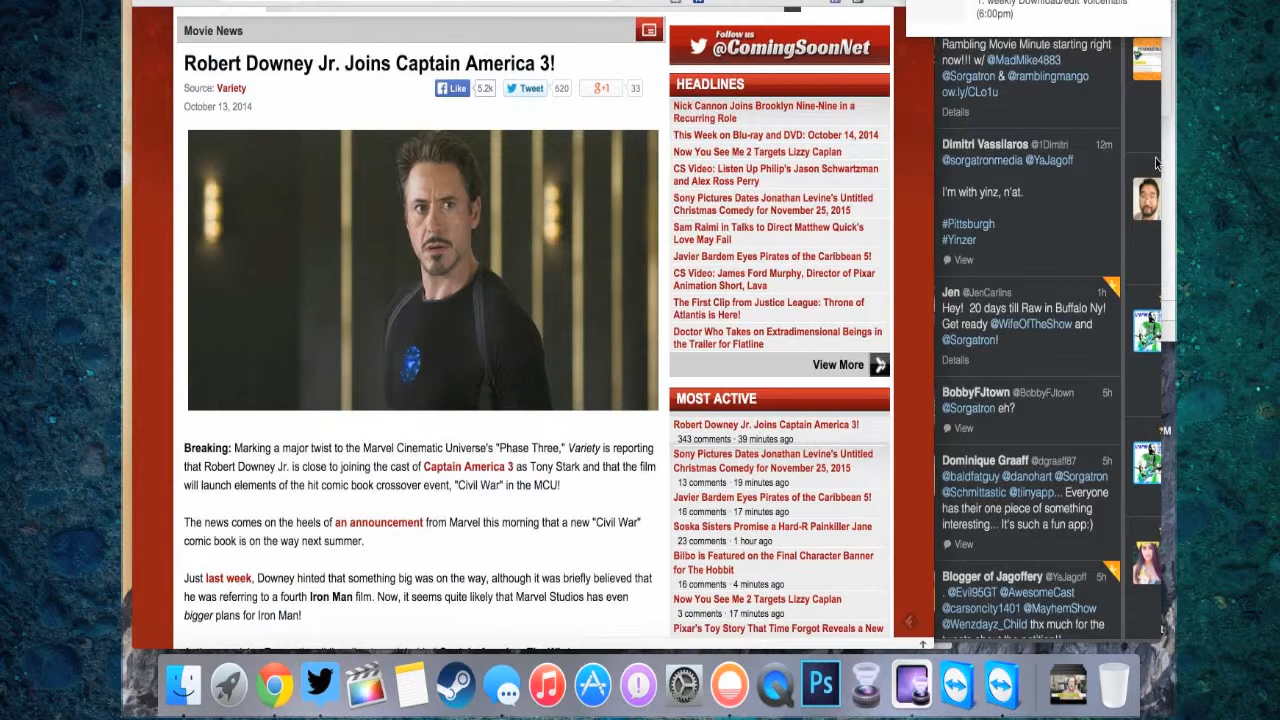 1. weekly Download/edit Voicemails
(6:00pm)
Movie News
Robert Downey Jr. Joins Captain America 3!
Source: Variety
October 13, 2014
Like
5.2k
Tweet
620
g+1
33
Breaking: Marking a major twist to the Marvel Cinematic Universe's "Phase Three," Variety is reporting
that Robert Downey Jr. is close to joining the cast of Captain America 3 as Tony Stark and that the film
will launch elements of the hit comic book crossover event, "Civil War" in the MCU!
The news comes on the heels of an announcement from Marvel this morning that a new "Civil War"
comic book is on the way next summer.
Just last week, Downey hinted that something big was on the way, although it was briefly believed that
he was referring to a fourth Iron Man film. Now, it seems quite likely that Marvel Studios has even
bigger plans for Iron Man!
Follow us
@ComingSoonNet
HEADLINES
Nick Cannon Joins Brooklyn Nine-Nine in a
Recurring Role
This Week on Blu-ray and DVD: October 14, 2014
Now You See Me 2 Targets Lizzy Caplan
CS Video: Listen Up Philip's Jason Schwartzman
and Alex Ross Perry
Sony Pictures Dates Jonathan Levine's Untitled
Christmas Comedy for November 25, 2015
Sam Raimi in Talks to Direct Matthew Quick's
Love May Fail
Javier Bardem Eyes Pirates of the Caribbean 5!
CS Video: James Ford Murphy, Director of Pixar
Animation Short, Lava
The First Clip from Justice League: Throne of
Atlantis is Here!
Doctor Who Takes on Extradimensional Beings in
the Trailer for Flatline
View More
MOST ACTIVE
Robert Downey Jr. Joins Captain America 3!
343 comments · 39 minutes ago
Sony Pictures Dates Jonathan Levine's Untitled
Christmas Comedy for November 25, 2015
13 comments · 19 minutes ago
Javier Bardem Eyes Pirates of the Caribbean 5!
16 comments · 17 minutes ago
Soska Sisters Promise a Hard-R Painkiller Jane
23 comments · 1 hour ago
Bilbo is Featured on the Final Character Banner
for The Hobbit
16 comments · 4 minutes ago
Now You See Me 2 Targets Lizzy Caplan
3 comments · 17 minutes ago
Pixar's Toy Story That Time Forgot Reveals a New
Rambling Movie Minute starting right
now!!! w/ @MadMike4883
@Sorgatron & @ramblingmango
ow.ly/CLo1u
Details
Dimitri Vassilaros @1Dimitri 12m
@sorgatronmedia @YaJagoff
I'm with yinz, n'at.
#Pittsburgh
#Yinzer
View
Jen @JenCarlins 1h
Hey! 20 days till Raw in Buffalo Ny!
Get ready @WifeOfTheShow and
@Sorgatron!
Details
BobbyFJtown @BobbyFJtown 5h
@Sorgatron eh?
View
Dominique Graaff @dgraaff87 5h
@baldfatguy @danohart @Sorgatron
@Schmittastic @tiinyapp... Everyone
has their one piece of something
interesting... It's such a fun app:)
View
Blogger of Jagoffery @YaJagoff 5h
. @Evil95GT @AwesomeCast
@carsoncity1401 @MayhemShow
@Wenzdayz_Child thx much for the
Ps